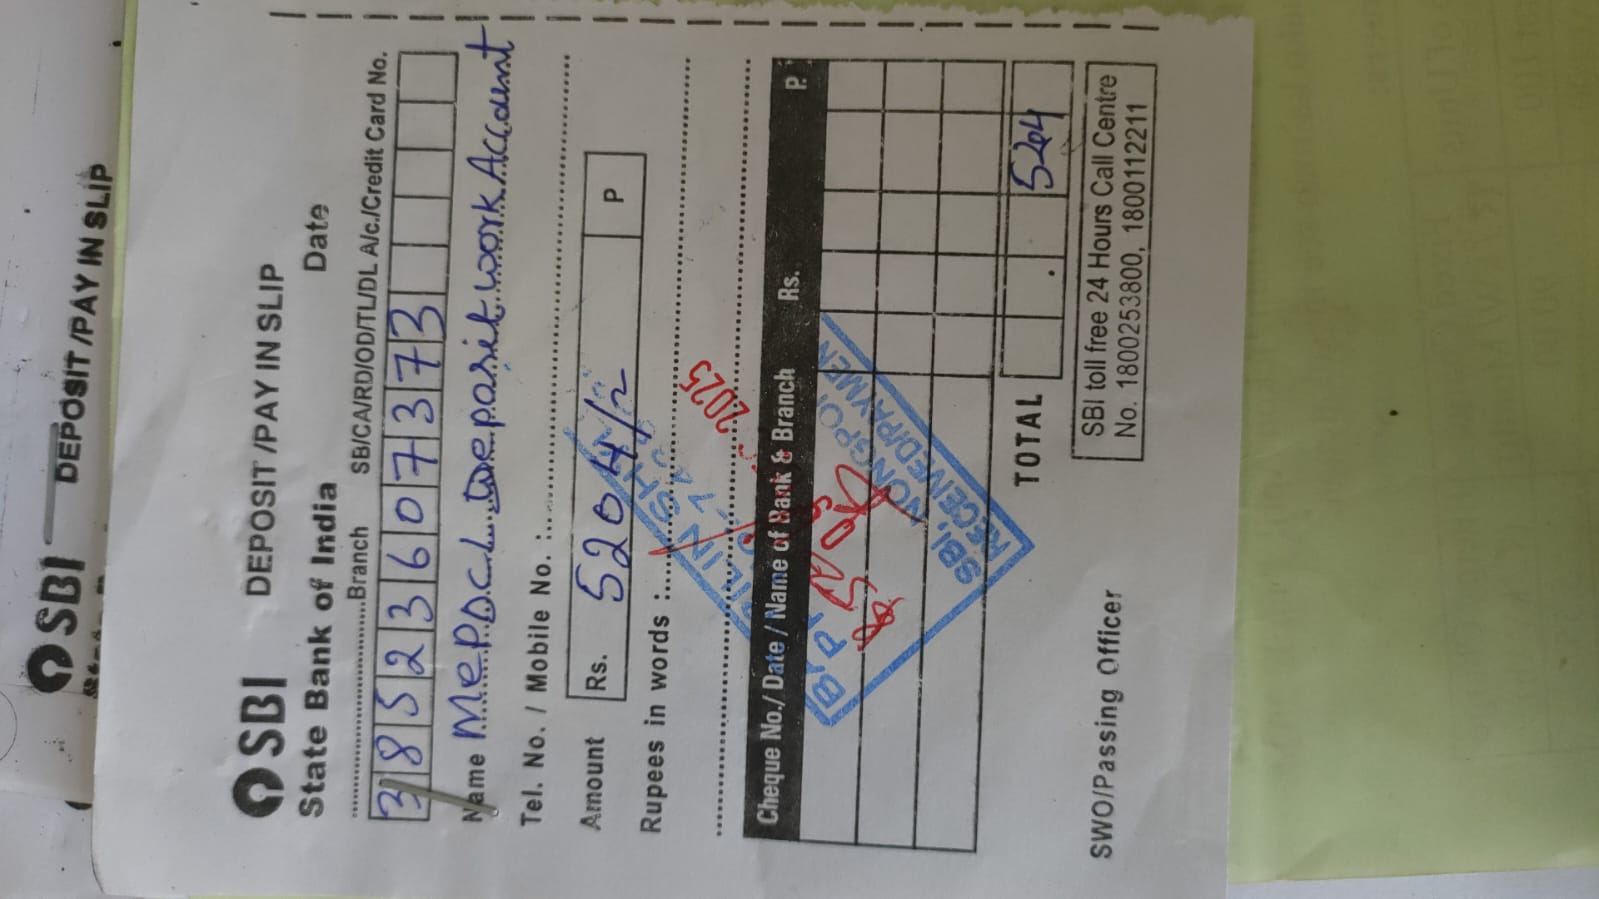 SBI
DEPOSIT /PAY IN SLIP
SBI DEPOSIT /PAY IN SLIP
State Bank of India Date
Branch SB/CA/RD/OD/TL/DL A/c./Credit Card No.
38523607373
Name MePDCL Deposit work Account
Tel. No. / Mobile No. :
Amount Rs. 5204/- P
Rupees in words :
2025
Cheque No./ Date / Name of Bank & Branch Rs. P.
SBI, NONGPOH
RECEIVED/PAYMEN
TOTAL 5204
SWO/Passing Officer
SBI toll free 24 Hours Call Centre
No. 18002253800, 1800112211